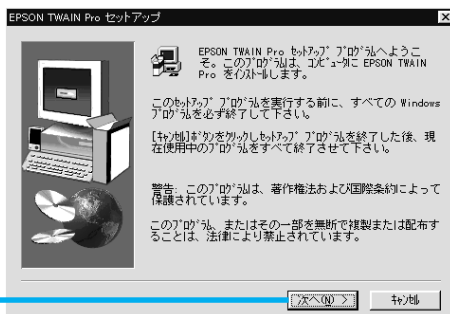 EPSON TWAIN Pro セットアップ
EPSON TWAIN Pro ｾｯﾄｱｯﾌﾟ ﾌﾟﾛｸﾞﾗﾑへようこ
そ。このﾌﾟﾛｸﾞﾗﾑは、ｺﾝﾋﾟｭｰﾀに EPSON TWAIN
Pro をｲﾝｽﾄｰﾙします。
このｾｯﾄｱｯﾌﾟ ﾌﾟﾛｸﾞﾗﾑを実行する前に、すべての Windows
ﾌﾟﾛｸﾞﾗﾑを必ず終了して下さい。
[ｷｬﾝｾﾙ]ﾎﾞﾀﾝをｸﾘｯｸしｾｯﾄｱｯﾌﾟ ﾌﾟﾛｸﾞﾗﾑを終了した後、現
在使用中のﾌﾟﾛｸﾞﾗﾑをすべて終了させて下さい。
警告: このﾌﾟﾛｸﾞﾗﾑは、著作権法および国際条約によって
保護されています。
このﾌﾟﾛｸﾞﾗﾑ、またはその一部を無断で複製または配布す
ることは、法律により禁止されています。
次へ(N) >
ｷｬﾝｾﾙ